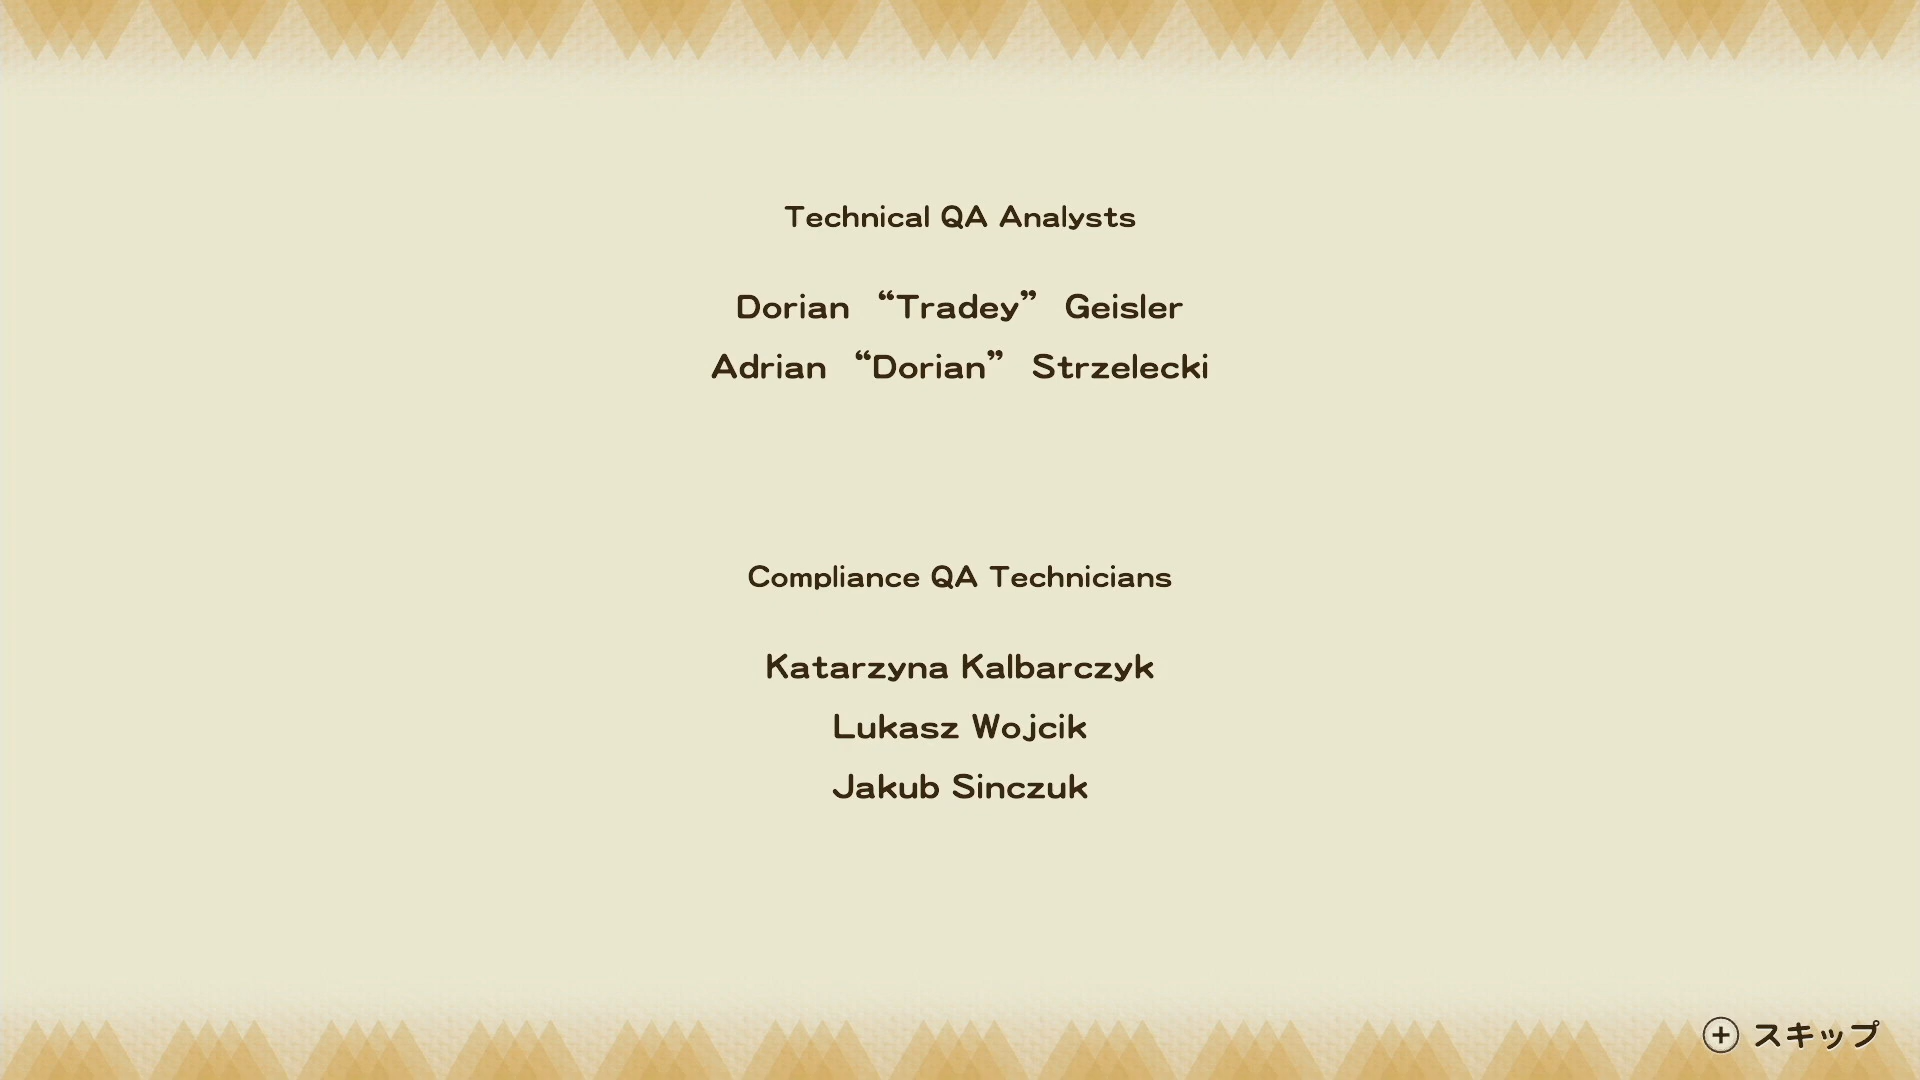 Technical QA Analysts
Dorian “Tradey” Geisler
Adrian “Dorian” Strzelecki
Compliance QA Technicians
Katarzyna Kalbarczyk
Lukasz Wojcik
Jakub Sinczuk
+ スキップ